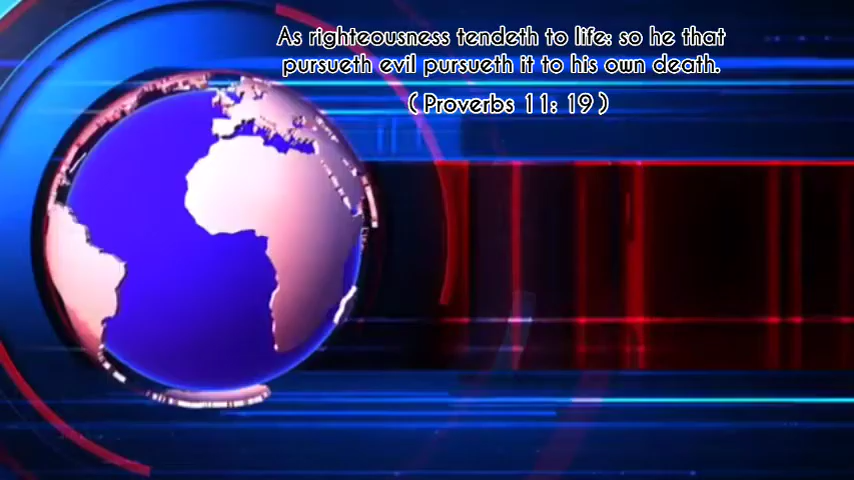 As righteousness tendeth to life: so he that
pursueth evil pursueth it to his own death.
( Proverbs 11: 19 )